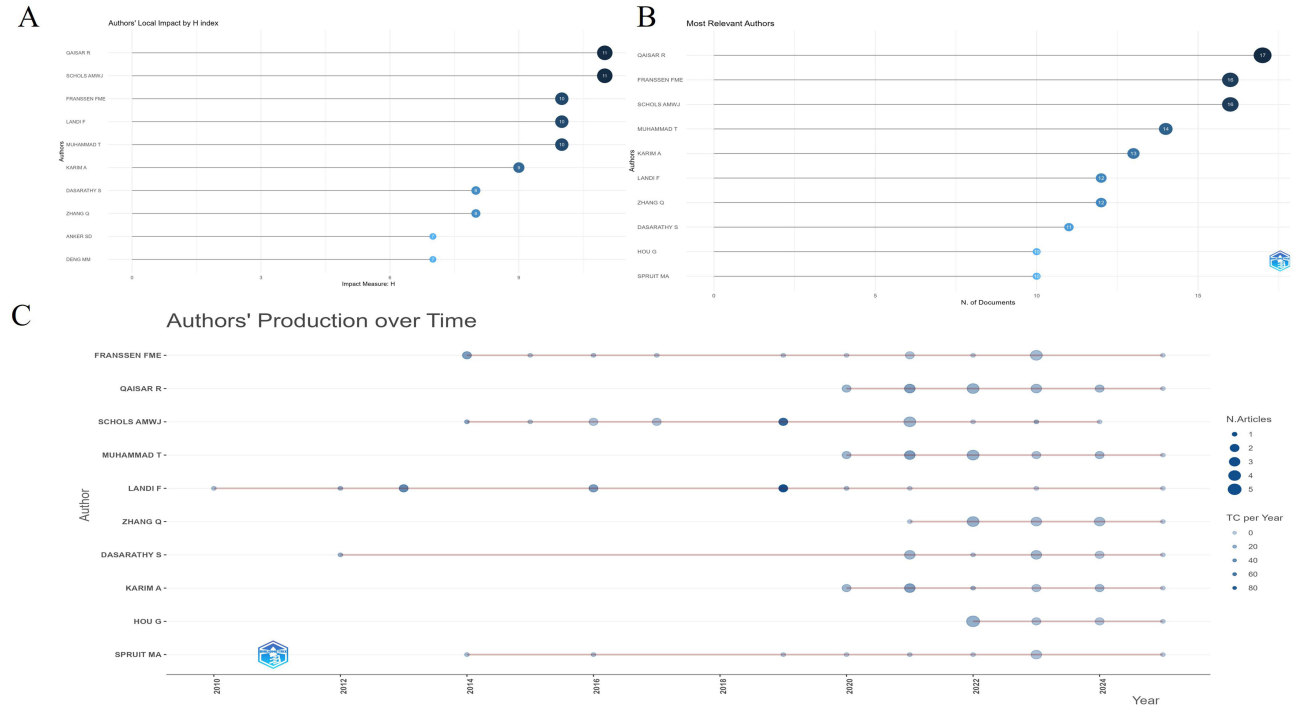 A
Authors' Local Impact by H index
Authors
QAISAR R
11
SCHOLS AMWJ
11
FRANSSEN FME
10
LANDI F
10
MUHAMMAD T
10
KARIM A
9
DASARATHY S
8
ZHANG Q
8
ANKER SD
7
DENG MM
7
0 3 6 9
Impact Measure: H
B
Most Relevant Authors
Authors
QAISAR R
17
FRANSSEN FME
16
SCHOLS AMWJ
16
MUHAMMAD T
14
KARIM A
13
LANDI F
12
ZHANG Q
12
DASARATHY S
11
HOU G
10
SPRUIT MA
10
0 5 10 15
N. of Documents
C
Authors' Production over Time
Author
FRANSSEN FME
QAISAR R
SCHOLS AMWJ
MUHAMMAD T
LANDI F
ZHANG Q
DASARATHY S
KARIM A
HOU G
SPRUIT MA
2010 2012 2014 2016 2018 2020 2022 2024
Year
N.Articles
1
2
3
4
5
TC per Year
0
20
40
60
80